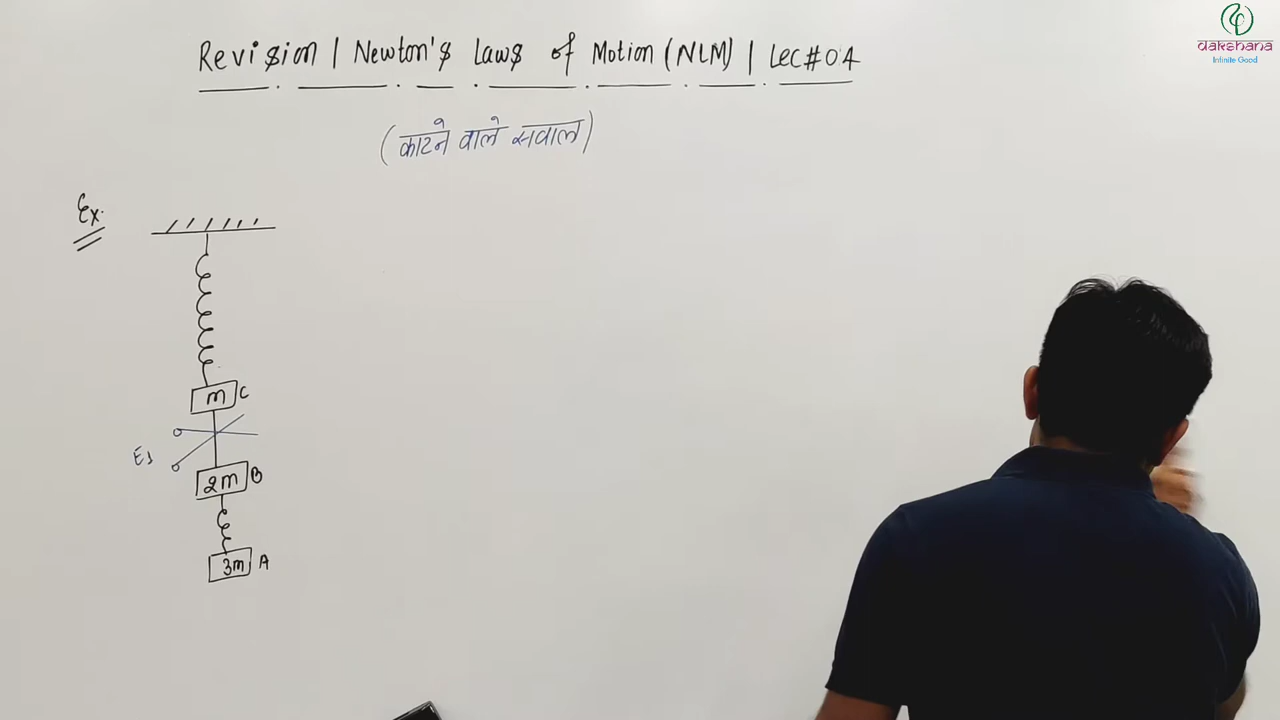 Revision | Newton's Laws of Motion (NLM) | Lec#04
(काटने वाले सवाल)
Ex.
m C
2m B
3m A
dakshana
Infinite Good